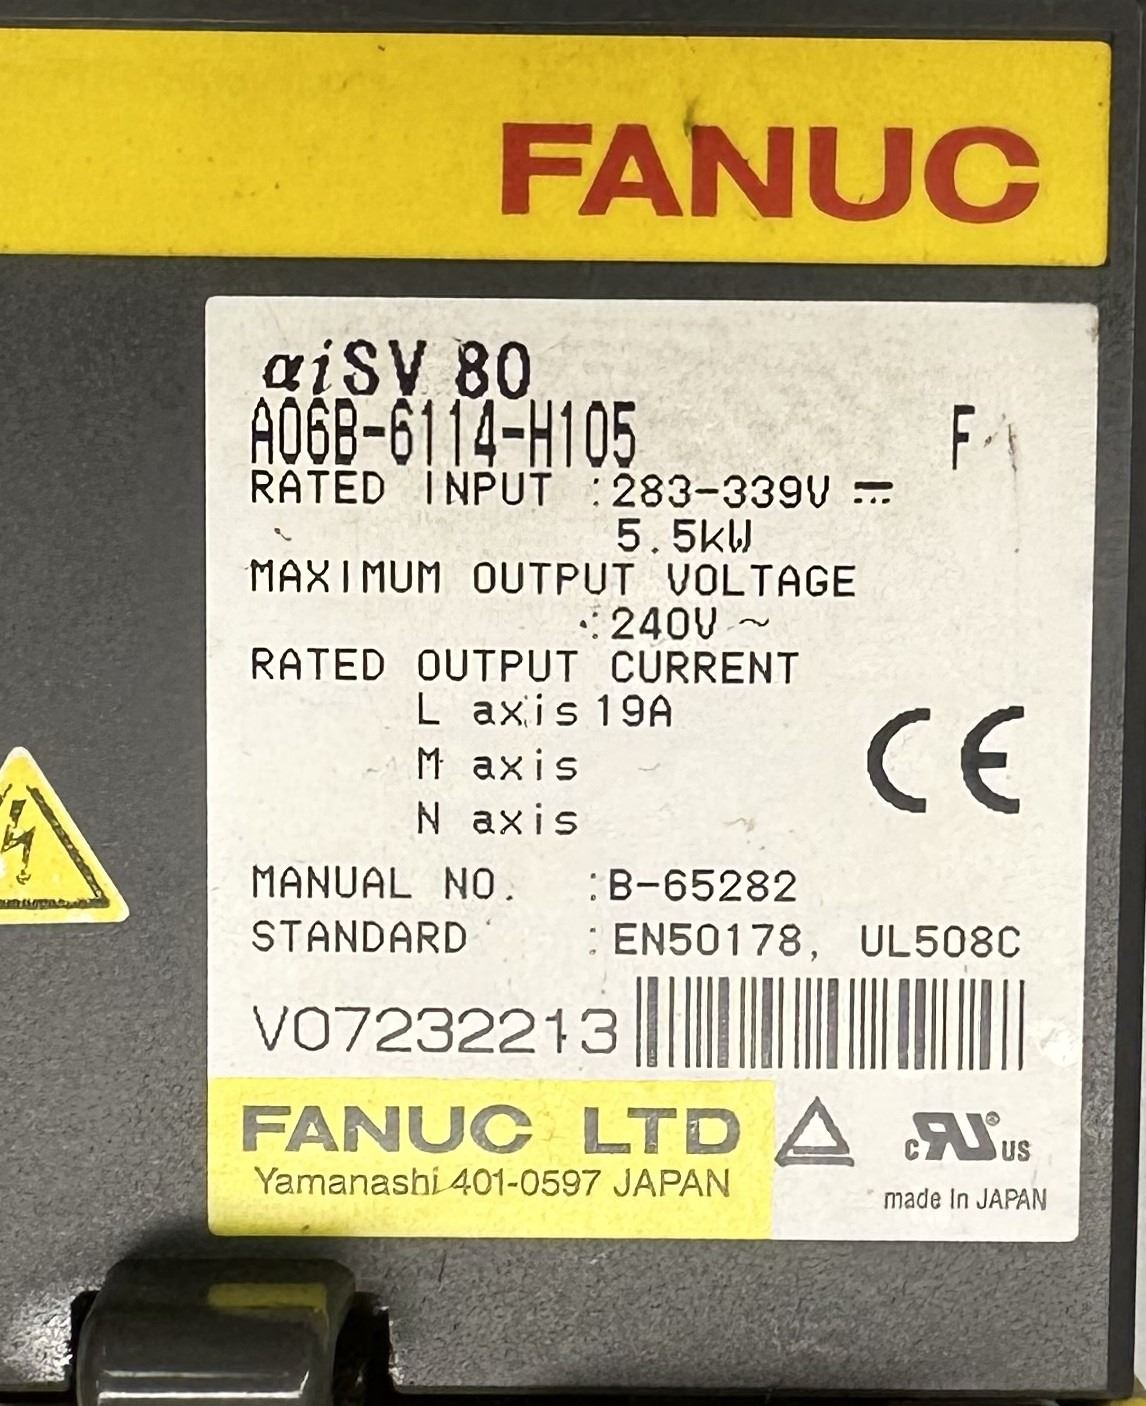 FANUC
αiSV 80
A06B-6114-H105 F
RATED INPUT :283-339V ⎓
5.5kW
MAXIMUM OUTPUT VOLTAGE
:240V ~
RATED OUTPUT CURRENT
L axis 19A
M axis
N axis
CE
MANUAL NO. :B-65282
STANDARD :EN50178, UL508C
V07232213
FANUC LTD
Yamanashi 401-0597 JAPAN
c RU® US
made in JAPAN